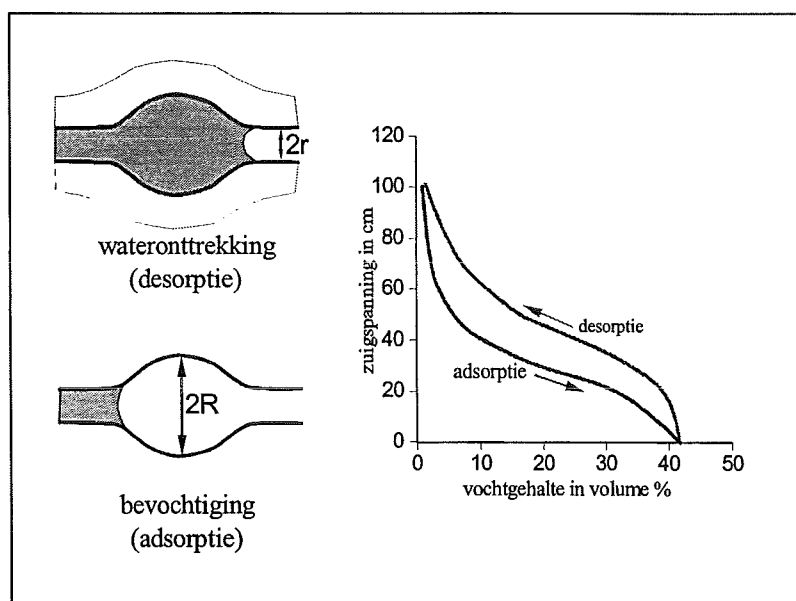 2r
wateronttrekking
(desorptie)
2R
bevochtiging
(adsorptie)
120
100
80
60
40
20
0
zuigspanning in cm
desorptie
adsorptie
0 10 20 30 40 50
vochtgehalte in volume %